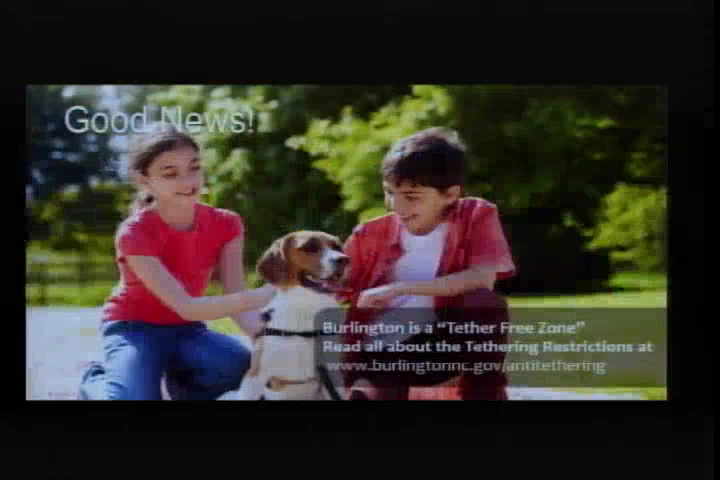 Good News!
Burlington is a "Tether Free Zone"
Read all about the Tethering Restrictions at
www.burlingtonnc.gov/antitethering